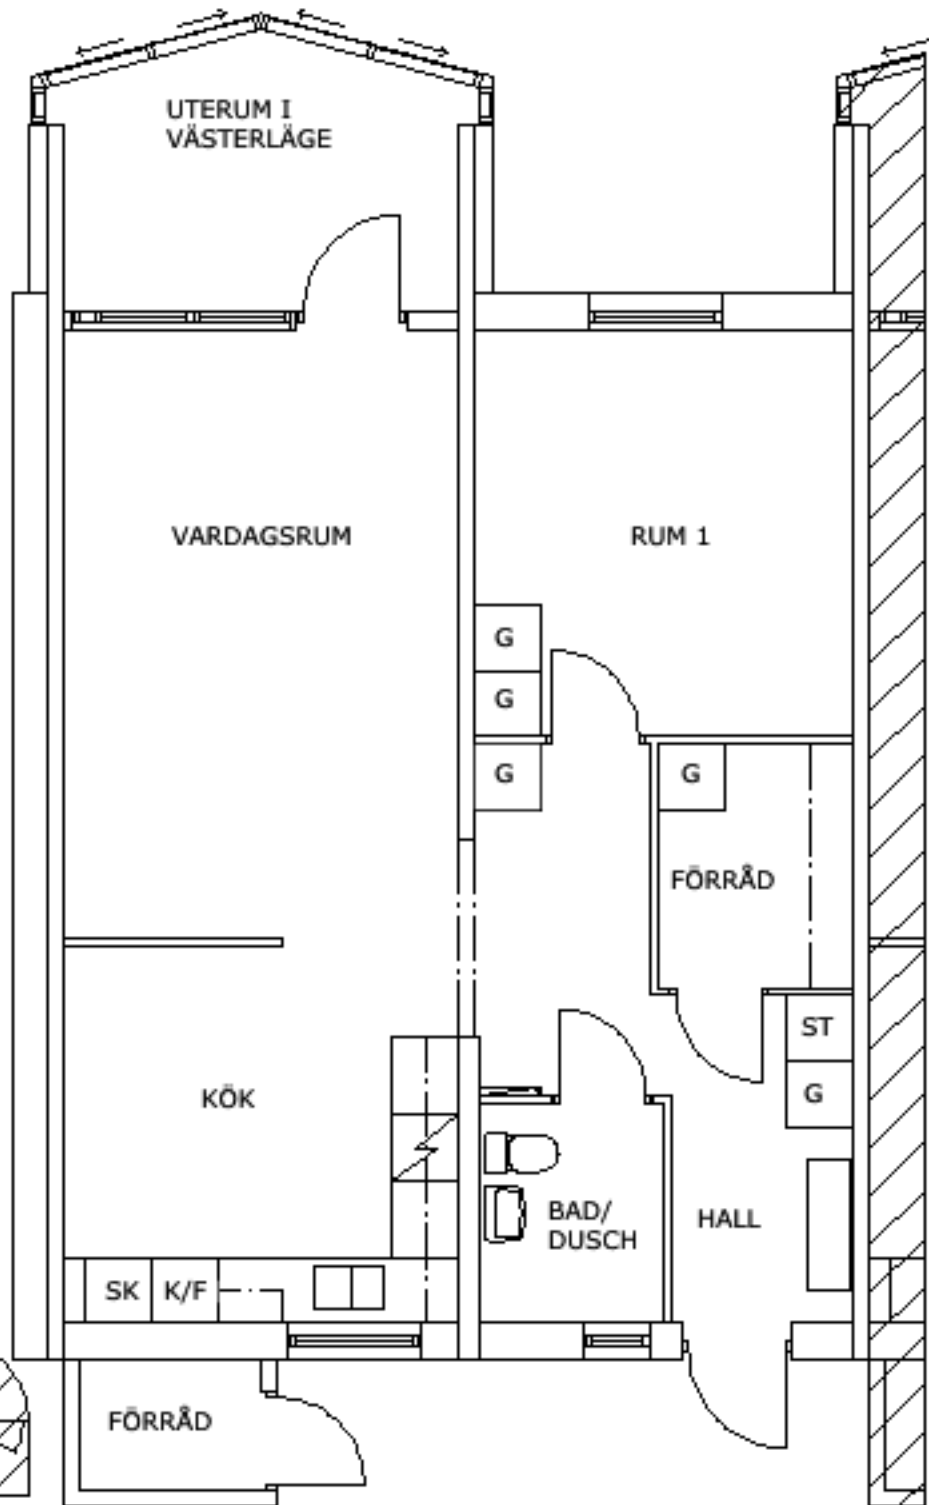 UTERUM I
VÄSTERLÄGE
VARDAGSRUM
RUM 1
G
G
G
G
FÖRRÅD
ST
G
KÖK
BAD/
DUSCH
HALL
SK
K/F
FÖRRÅD